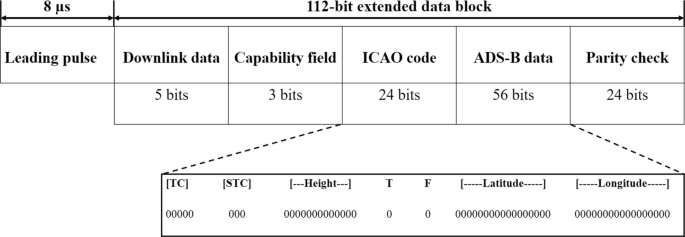 8 μs 112-bit extended data block
Leading pulse Downlink data Capability field ICAO code ADS-B data Parity check
5 bits 3 bits 24 bits 56 bits 24 bits
[TC] [STC] [---Height---] T F [-----Latitude-----] [-----Longitude-----]
00000 000 000000000000 0 0 00000000000000000 00000000000000000